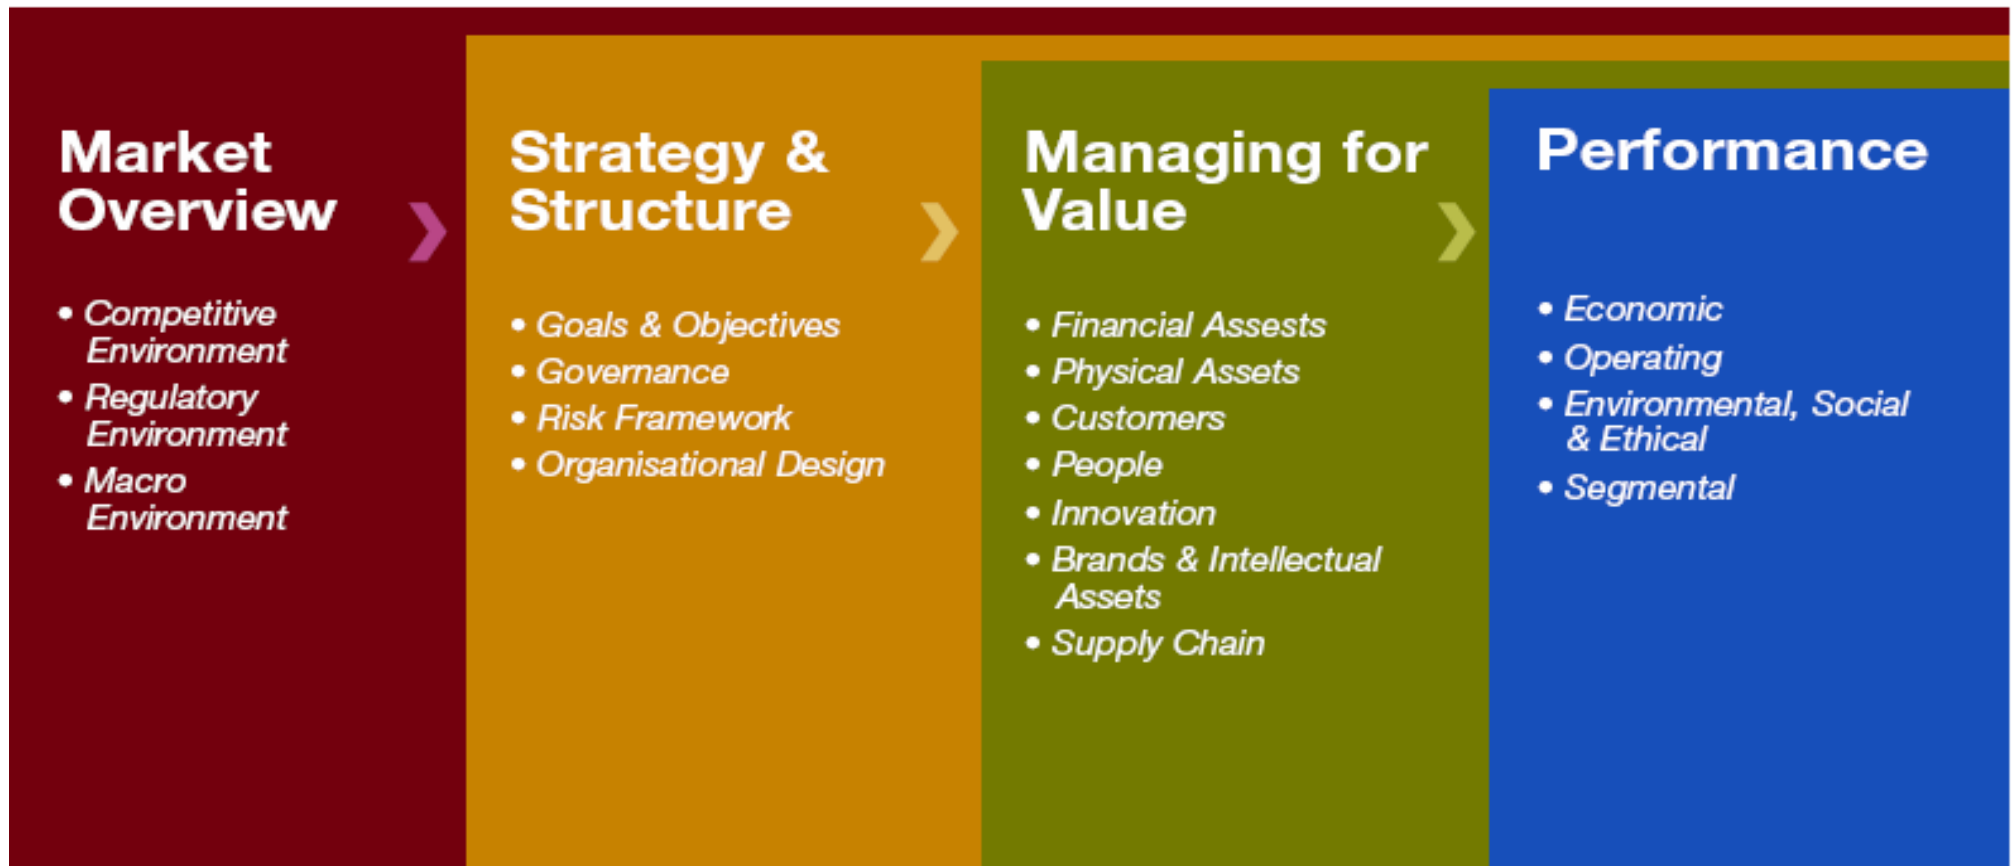 Market
Overview
• Competitive
Environment
• Regulatory
Environment
• Macro
Environment
Strategy &
Structure
• Goals & Objectives
• Governance
• Risk Framework
• Organisational Design
Managing for
Value
• Financial Assests
• Physical Assets
• Customers
• People
• Innovation
• Brands & Intellectual
Assets
• Supply Chain
Performance
• Economic
• Operating
• Environmental, Social
& Ethical
• Segmental